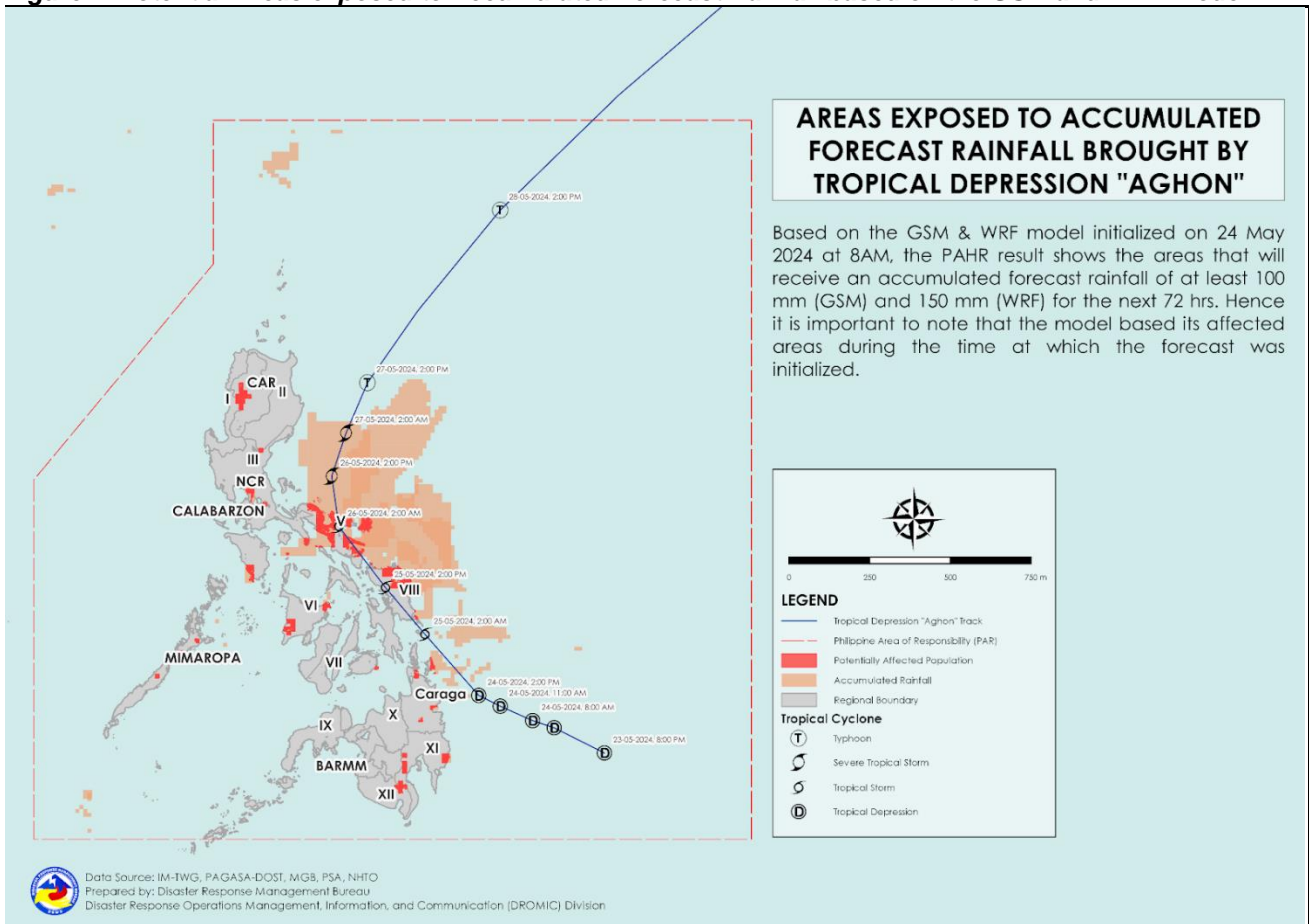 AREAS EXPOSED TO ACCUMULATED
FORECAST RAINFALL BROUGHT BY
TROPICAL DEPRESSION "AGHON"
Based on the GSM & WRF model initialized on 24 May
2024 at 8AM, the PAHR result shows the areas that will
receive an accumulated forecast rainfall of at least 100
mm (GSM) and 150 mm (WRF) for the next 72 hrs. Hence
it is important to note that the model based its affected
areas during the time at which the forecast was
initialized.
28-05-2024, 2:00 PM
27-05-2024, 2:00 PM
27-05-2024, 2:00 AM
26-05-2024, 2:00 PM
26-05-2024, 2:00 AM
25-05-2024, 2:00 PM
25-05-2024, 2:00 AM
24-05-2024, 2:00 PM
24-05-2024, 11:00 AM
24-05-2024, 8:00 AM
23-05-2024, 8:00 PM
CAR
I
II
III
NCR
CALABARZON
V
VIII
VI
MIMAROPA
VII
Caraga
X
IX
XI
BARMM
XII
0 250 500 750 m
LEGEND
Tropical Depression "Aghon" Track
Philippine Area of Responsibility (PAR)
Potentially Affected Population
Accumulated Rainfall
Regional Boundary
Tropical Cyclone
T Typhoon
Severe Tropical Storm
Tropical Storm
D Tropical Depression
Data Source: IM-TWG, PAGASA-DOST, MGB, PSA, NHTO
Prepared by: Disaster Response Management Bureau
Disaster Response Operations Management, Information, and Communication (DROMIC) Division